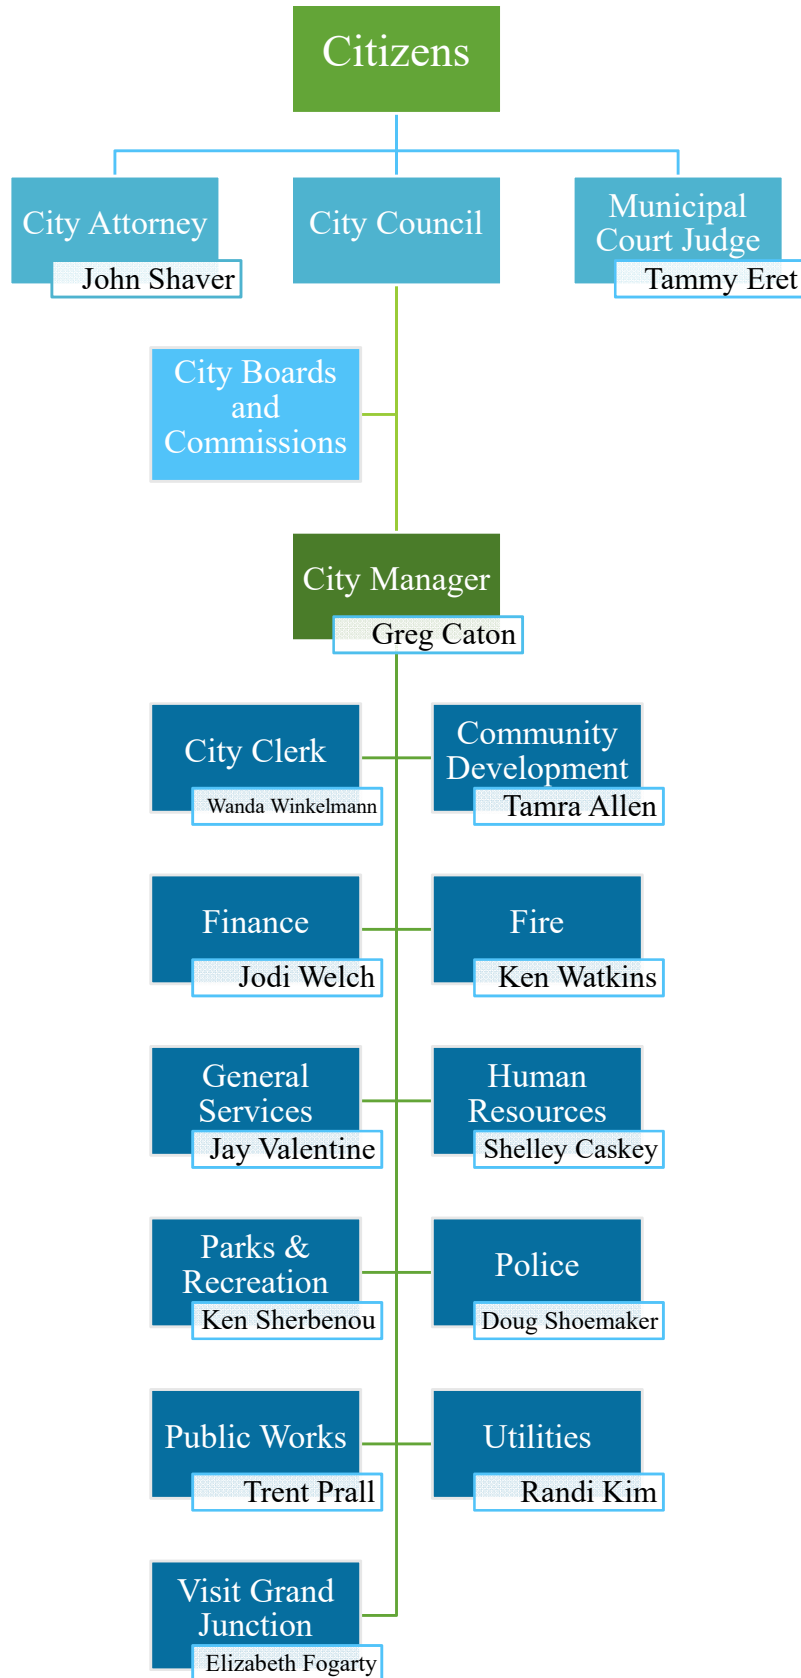 Citizens
City Attorney
John Shaver
City Council
Municipal
Court Judge
Tammy Eret
City Boards
and
Commissions
City Manager
Greg Caton
City Clerk
Wanda Winkelmann
Community
Development
Tamra Allen
Finance
Jodi Welch
Fire
Ken Watkins
General
Services
Jay Valentine
Human
Resources
Shelley Caskey
Parks &
Recreation
Ken Sherbenou
Police
Doug Shoemaker
Public Works
Trent Prall
Utilities
Randi Kim
Visit Grand
Junction
Elizabeth Fogarty